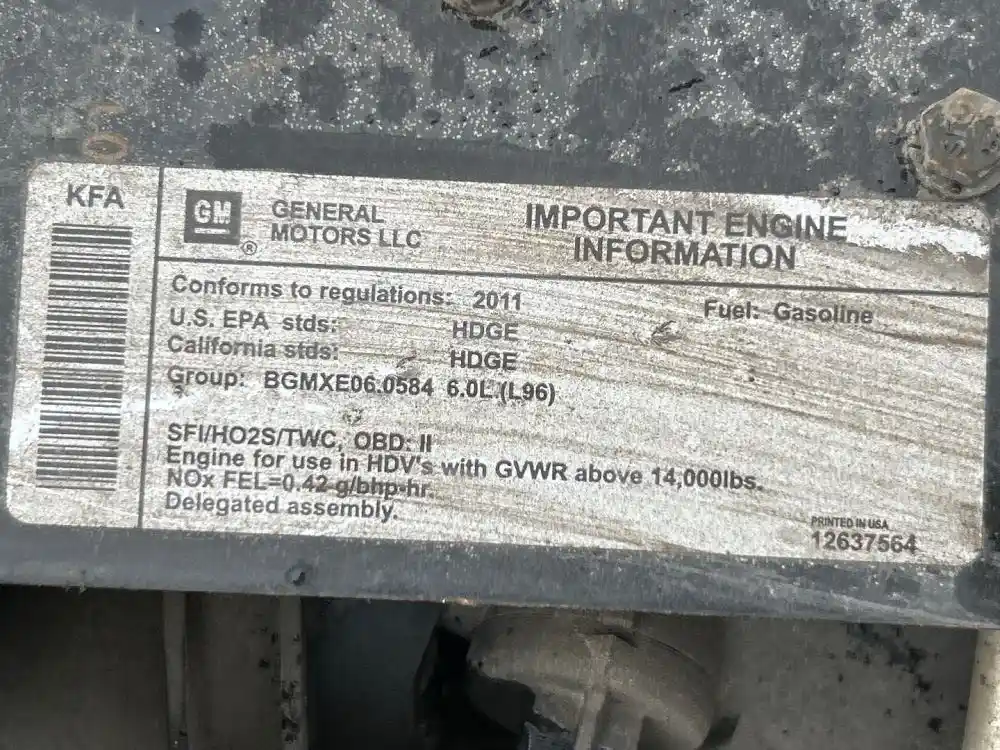 KFA
GM
®
GENERAL
MOTORS LLC
IMPORTANT ENGINE
INFORMATION
Conforms to regulations: 2011
Fuel: Gasoline
U.S. EPA stds: HDGE
California stds: HDGE
Group: BGMXE06.0584 6.0L (L96)
SFI/HO2S/TWC, OBD: II
Engine for use in HDV's with GVWR above 14,000lbs.
NOx FEL=0.42 g/bhp-hr
Delegated assembly.
PRINTED IN USA
12637564